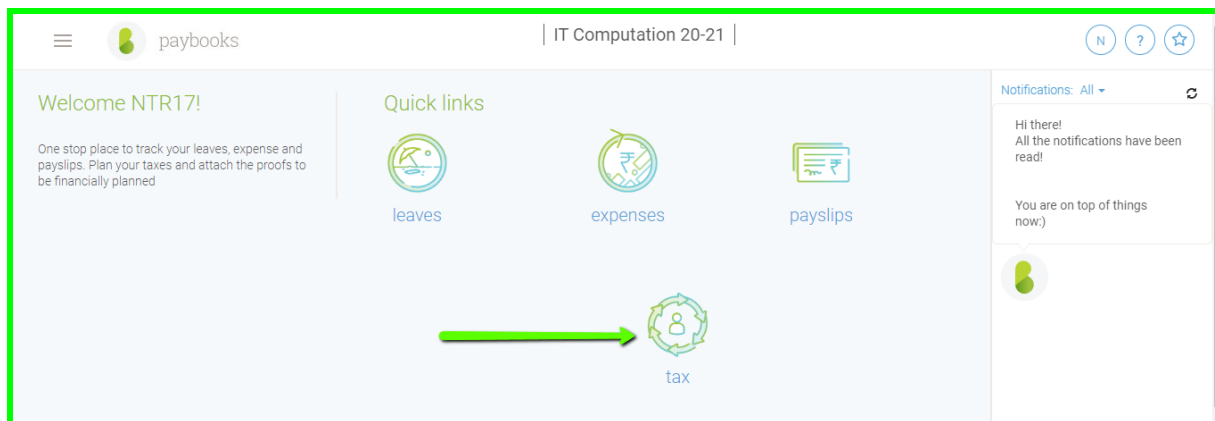 paybooks
| IT Computation 20-21 |
N
?
Welcome NTR17!
One stop place to track your leaves, expense and
payslips. Plan your taxes and attach the proofs to
be financially planned
Quick links
leaves
expenses
payslips
tax
Notifications: All
Hi there!
All the notifications have been
read!
You are on top of things
now:)